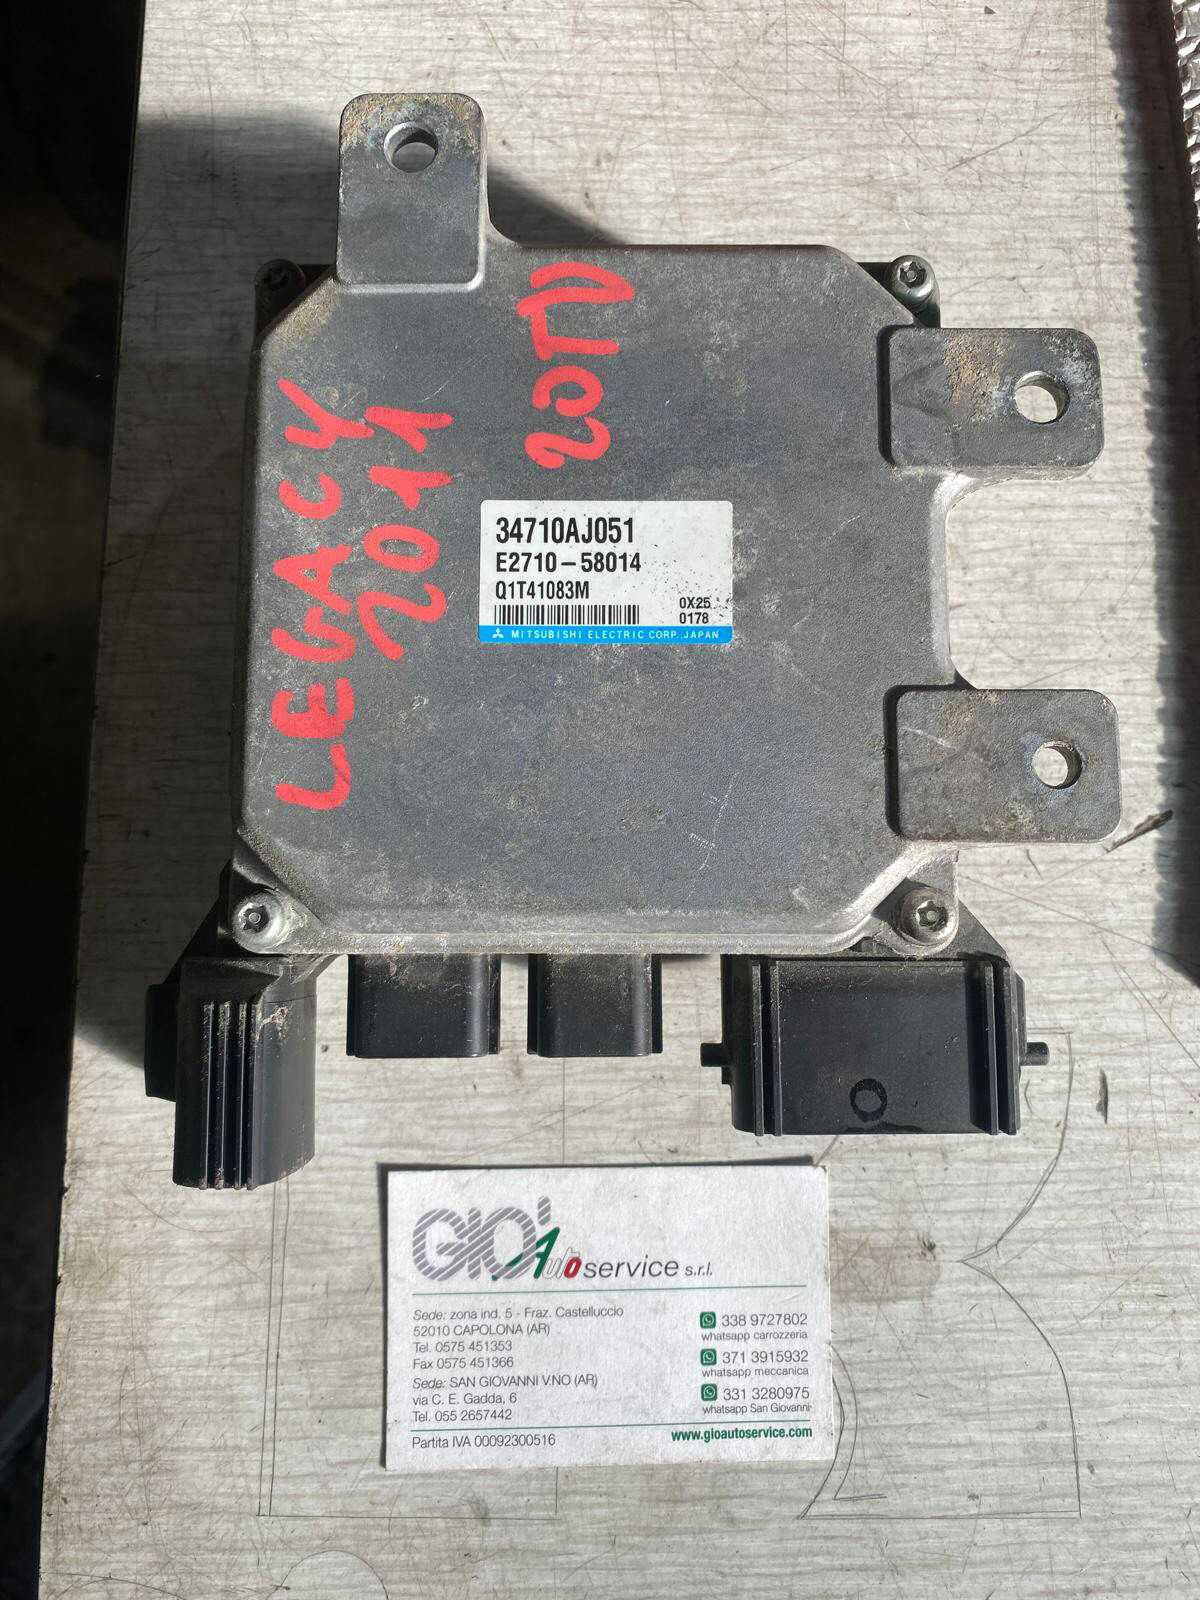 LEGACY
2011
20TD
34710AJ051
E2710-58014
Q1T41083M
0X25
0178
MITSUBISHI ELECTRIC CORP. JAPAN
GIO' Auto service s.r.l.
Sede: zona ind. 5 - Fraz. Castelluccio
52010 CAPOLONA (AR)
Tel. 0575 451353
Fax 0575 451366
Sede: SAN GIOVANNI V.NO (AR)
via C. E. Gadda, 6
Tel. 055 2657442
Partita IVA 00092300516
338 9727802
whatsapp carrozzeria
371 3915932
whatsapp meccanica
331 3280975
whatsapp San Giovanni
www.gioautoservice.com